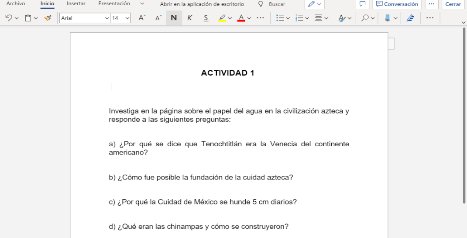 Archivo Inicio Presentación Abrir en la aplicación de escritorio Buscar Conversación Cerrar
Arial 14 A A N K S A
ACTIVIDAD 1
Investiga en la página sobre el papel del agua en la civilización azteca y
responde a las siguientes preguntas:
a) ¿Por qué se dice que Tenochtitlán era la Venecia del continente
americano?
b) ¿Cómo fue posible la fundación de la cuidad azteca?
c) ¿Por qué la Cuidad de México se hunde 5 cm diarios?
d) ¿Qué eran las chinampas y cómo se construyeron?